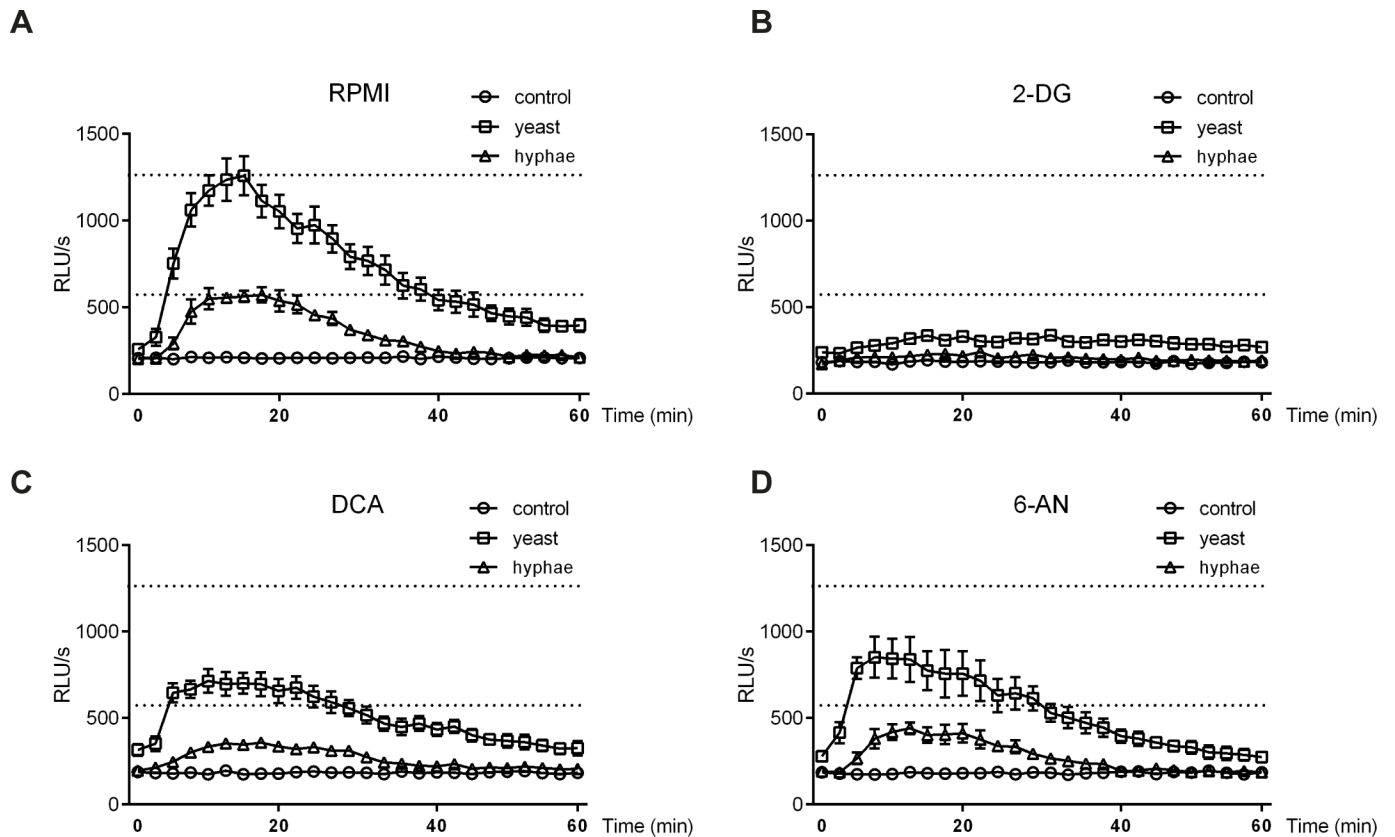 A
RPMI
control
yeast
hyphae
1500
1000
500
0
RLU/s
0 20 40 60 Time (min)
B
2-DG
control
yeast
hyphae
1500
1000
500
0
RLU/s
0 20 40 60 Time (min)
C
DCA
control
yeast
hyphae
1500
1000
500
0
RLU/s
0 20 40 60 Time (min)
D
6-AN
control
yeast
hyphae
1500
1000
500
0
RLU/s
0 20 40 60 Time (min)